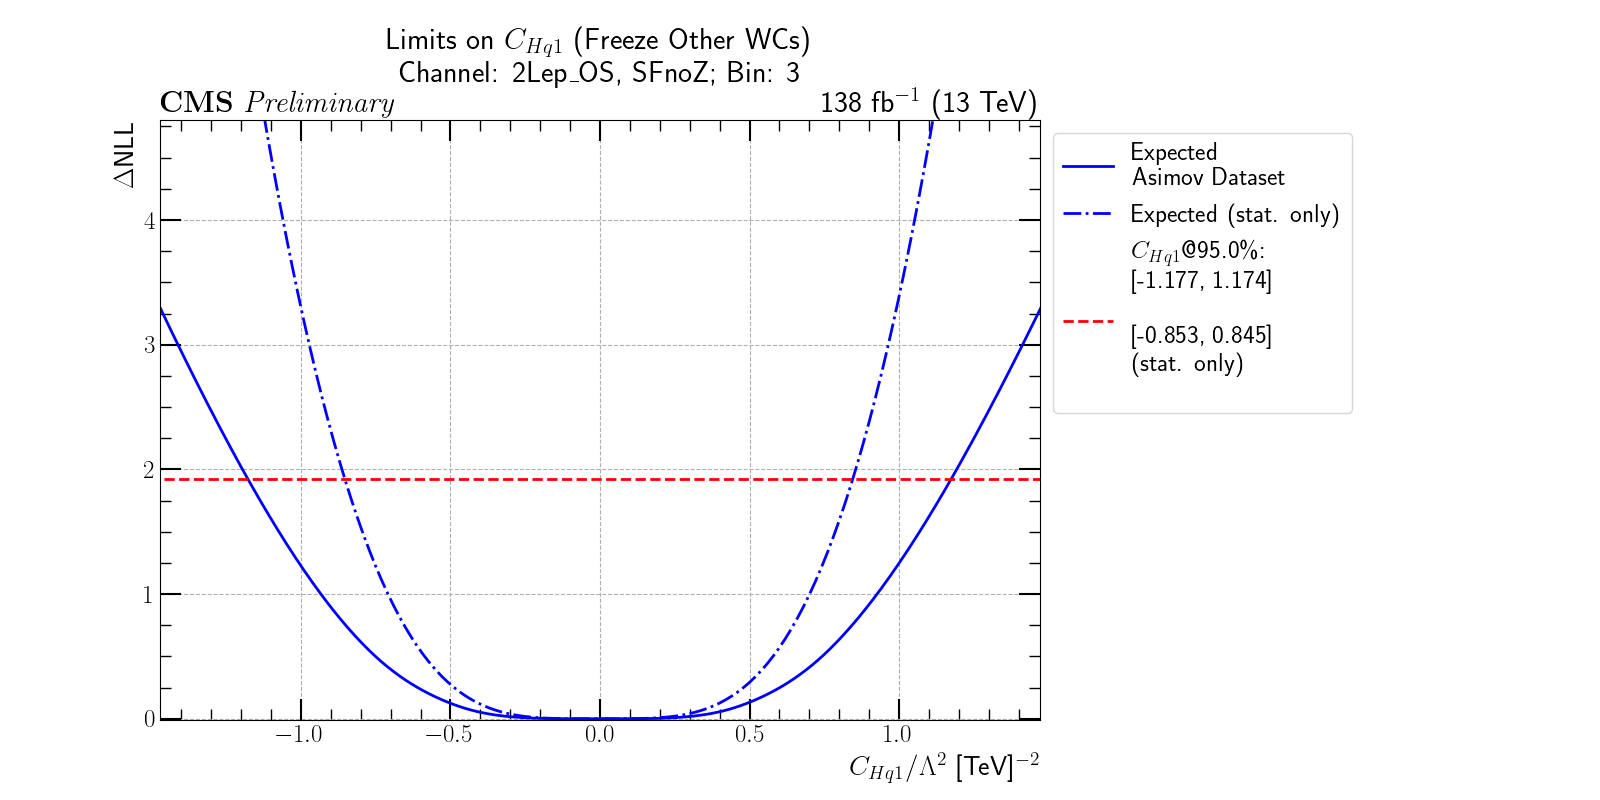 Limits on C_{Hq1} (Freeze Other WCs)
Channel: 2Lep_OS, SFnoZ; Bin: 3
CMS Preliminary
138 fb^{-1} (13 TeV)
ΔNLL
4
3
2
1
0
−1.0
−0.5
0.0
0.5
1.0
C_{Hq1}/Λ^2 [TeV]^{-2}
Expected
Asimov Dataset
Expected (stat. only)
C_{Hq1}@95.0%:
[-1.177, 1.174]
[-0.853, 0.845]
(stat. only)